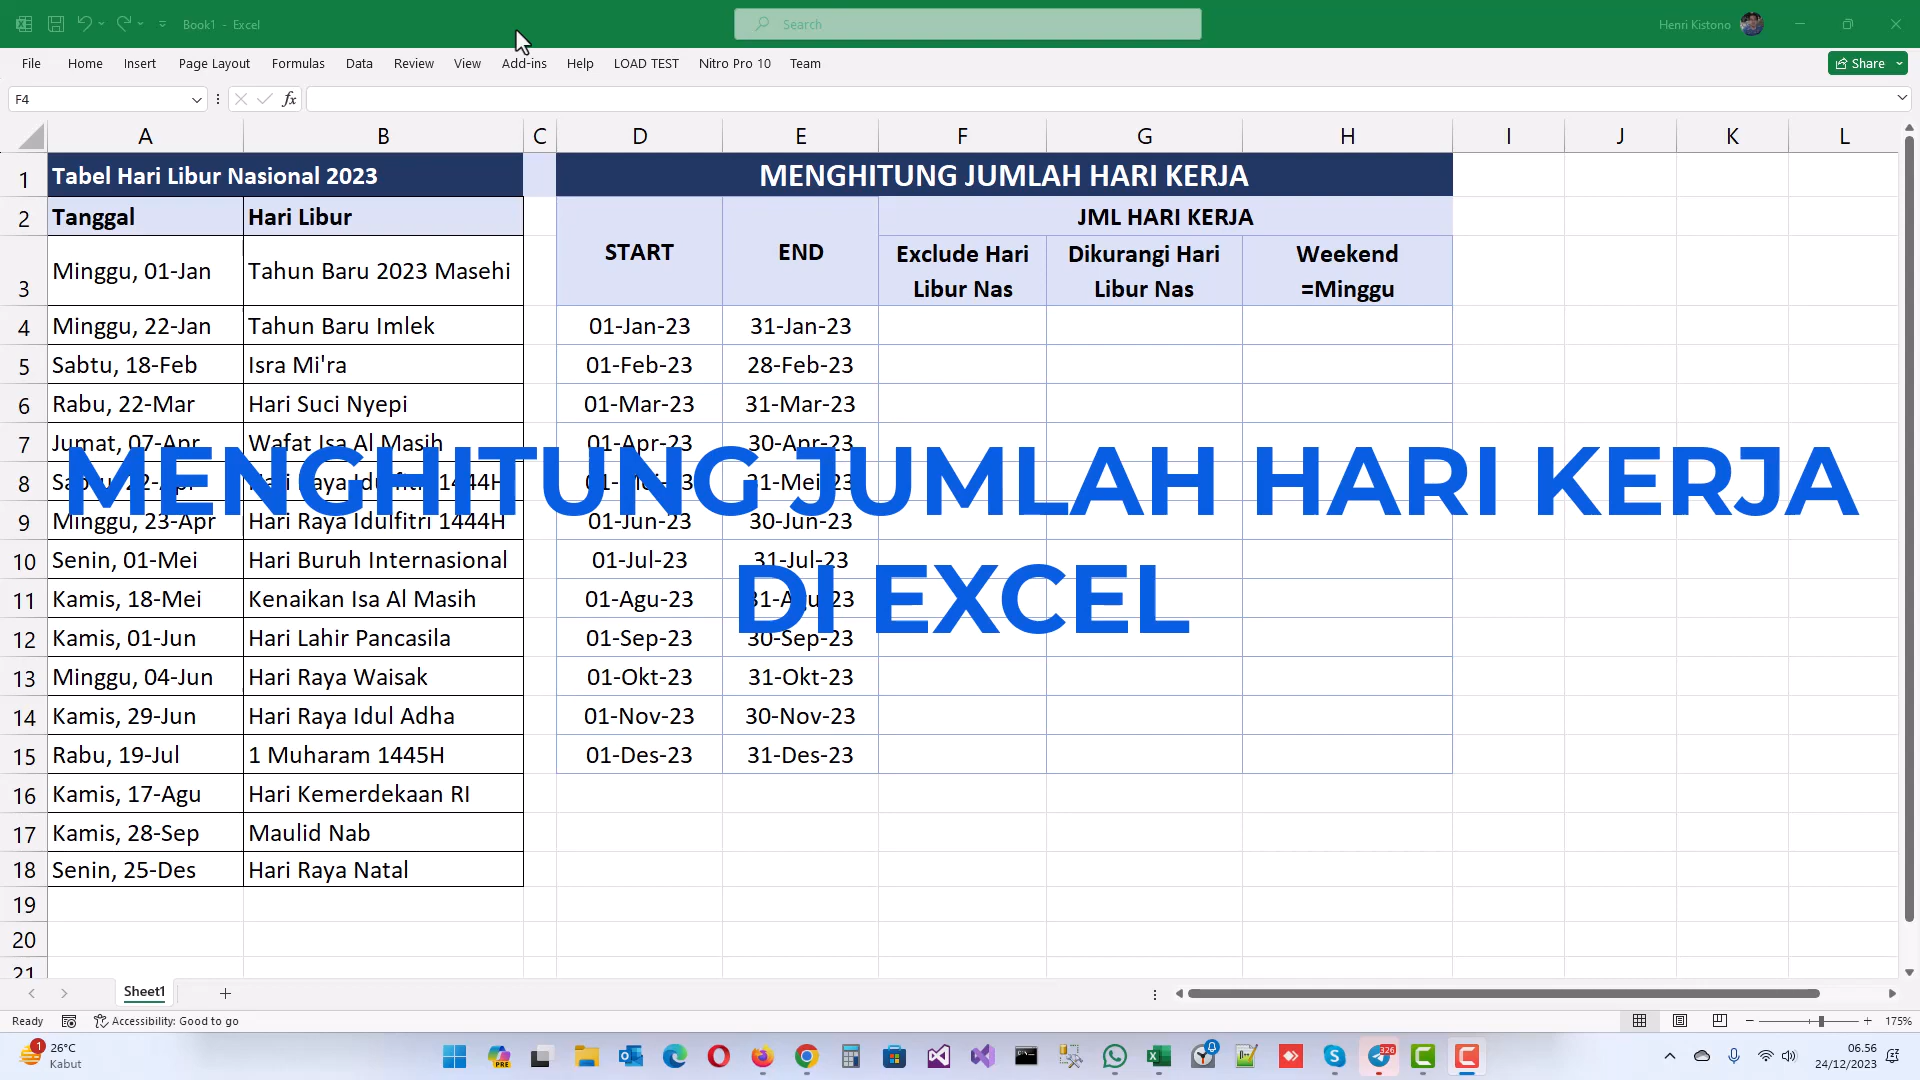 Book1 - Excel
Search
Henri Kistono
File Home Insert Page Layout Formulas Data Review View Add-ins Help LOAD TEST Nitro Pro 10 Team Share
F4 fx
A B C D E F G H I J K L
1 Tabel Hari Libur Nasional 2023 MENGHITUNG JUMLAH HARI KERJA
2 Tanggal Hari Libur START END JML HARI KERJA
3 Minggu, 01-Jan Tahun Baru 2023 Masehi Exclude Hari Libur Nas Dikurangi Hari Libur Nas Weekend =Minggu
4 Minggu, 22-Jan Tahun Baru Imlek 01-Jan-23 31-Jan-23
5 Sabtu, 18-Feb Isra Mi'ra 01-Feb-23 28-Feb-23
6 Rabu, 22-Mar Hari Suci Nyepi 01-Mar-23 31-Mar-23
7 Jumat, 07-Apr Wafat Isa Al Masih 01-Apr-23 30-Apr-23
MENGHITUNG JUMLAH HARI KERJA
8 Sabtu, 22-Apr Hari Raya Idulfitri 1444H 01-Mei-23 31-Mei-23
9 Minggu, 23-Apr Hari Raya Idulfitri 1444H 01-Jun-23 30-Jun-23
10 Senin, 01-Mei Hari Buruh Internasional 01-Jul-23 31-Jul-23
DI EXCEL
11 Kamis, 18-Mei Kenaikan Isa Al Masih 01-Agu-23 31-Agu-23
12 Kamis, 01-Jun Hari Lahir Pancasila 01-Sep-23 30-Sep-23
13 Minggu, 04-Jun Hari Raya Waisak 01-Okt-23 31-Okt-23
14 Kamis, 29-Jun Hari Raya Idul Adha 01-Nov-23 30-Nov-23
15 Rabu, 19-Jul 1 Muharam 1445H 01-Des-23 31-Des-23
16 Kamis, 17-Agu Hari Kemerdekaan RI
17 Kamis, 28-Sep Maulid Nab
18 Senin, 25-Des Hari Raya Natal
19
20
21
Sheet1
Ready Accessibility: Good to go 175%
1 26°C
Kabut
PRE
326
06.56
24/12/2023